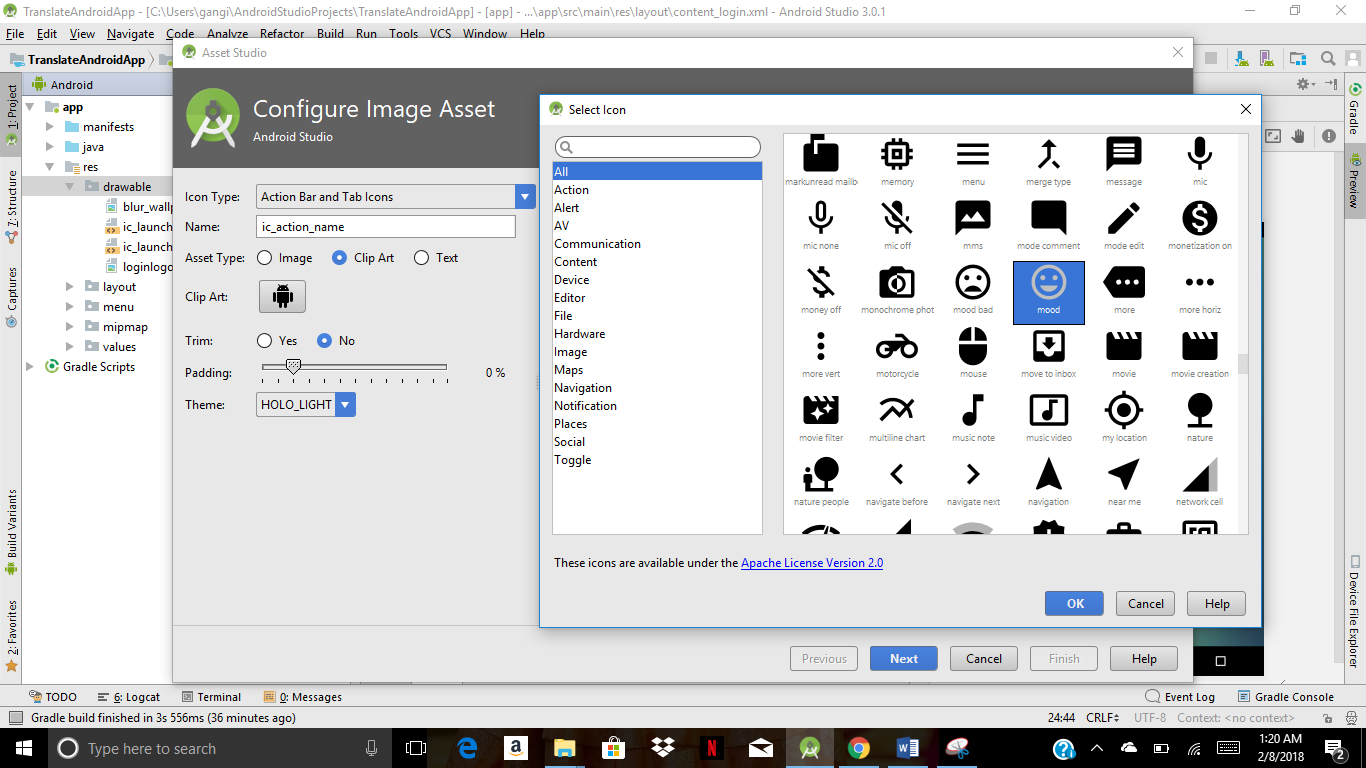 TranslateAndroidApp - [C:\Users\gangi\AndroidStudioProjects\TranslateAndroidApp] - [app] - ...\app\src\main\res\layout\content_login.xml - Android Studio 3.0.1
File Edit View Navigate Code Analyze Refactor Build Run Tools VCS Window Help
TranslateAndroidApp
Android
1: Project
7: Structure
Captures
Build Variants
2: Favorites
app
manifests
java
res
drawable
blur_wallp
ic_launch
ic_launch
loginlogo
layout
menu
mipmap
values
Gradle Scripts
Asset Studio
Configure Image Asset
Android Studio
Icon Type: Action Bar and Tab Icons
Name: ic_action_name
Asset Type: Image Clip Art Text
Clip Art:
Trim: Yes No
Padding: 0 %
Theme: HOLO_LIGHT
Previous Next Cancel Finish Help
Select Icon
All
Action
Alert
AV
Communication
Content
Device
Editor
File
Hardware
Image
Maps
Navigation
Notification
Places
Social
Toggle
markunread mailb memory menu merge type message mic
mic none mic off mms mode comment mode edit monetization on
money off monochrome phot mood bad mood more more horiz
more vert motorcycle mouse move to inbox movie movie creation
movie filter multiline chart music note music video my location nature
nature people navigate before navigate next navigation near me network cell
These icons are available under the Apache License Version 2.0
OK Cancel Help
Gradle
Preview
Device File Explorer
TODO 6: Logcat Terminal 0: Messages Event Log Gradle Console
Gradle build finished in 3s 556ms (36 minutes ago) 24:44 CRLF UTF-8 Context: <no context>
Type here to search
1:20 AM
2/8/2018
2